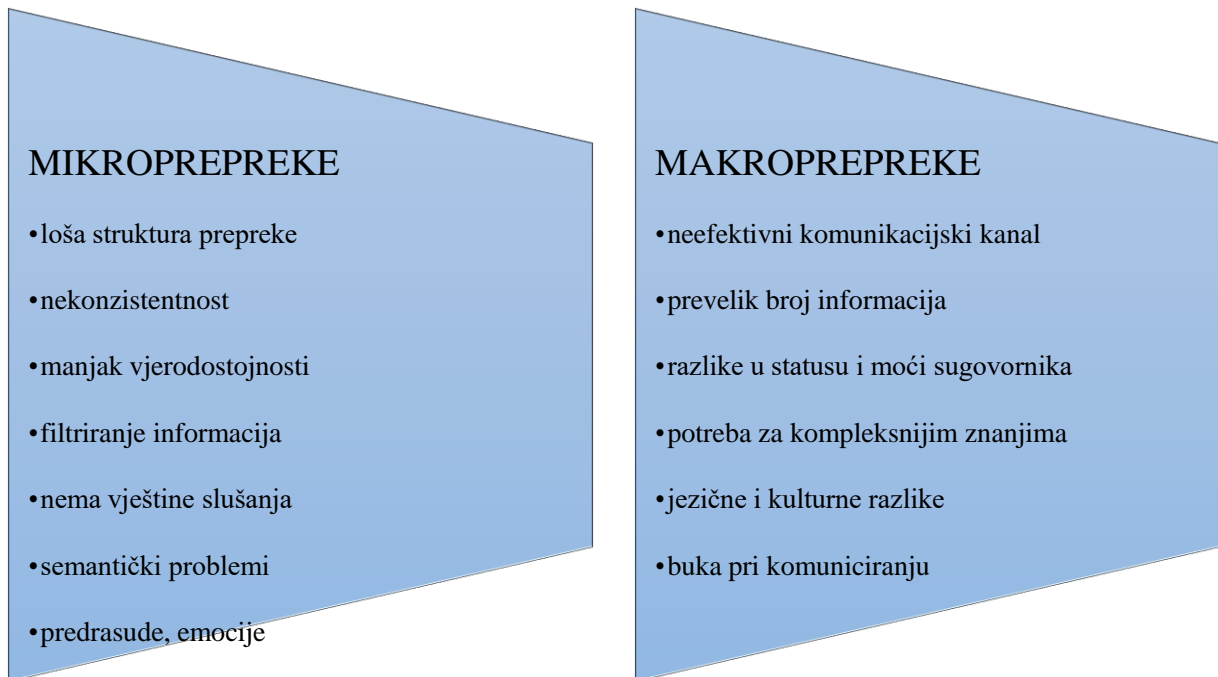 MIKROPREPREKE
•loša struktura prepreke
•nekonzistentnost
•manjak vjerodostojnosti
•filtriranje informacija
•nema vještine slušanja
•semantički problemi
•predrasude, emocije
MAKROPREPREKE
•neefektivni komunikacijski kanal
•prevelik broj informacija
•razlike u statusu i moći sugovornika
•potreba za kompleksnijim znanjima
•jezične i kulturne razlike
•buka pri komuniciranju